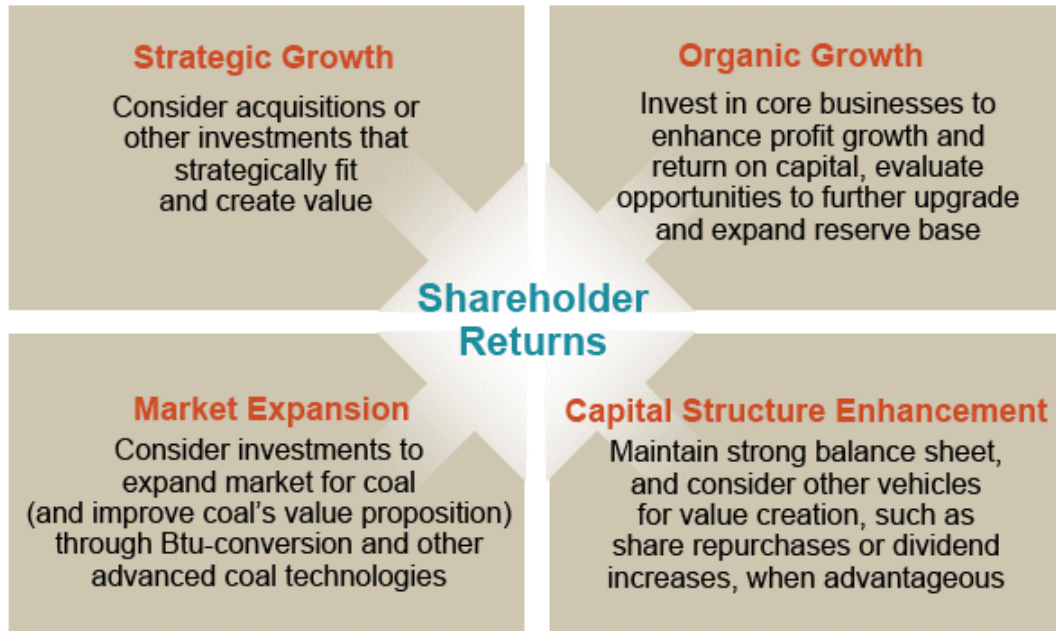 Strategic Growth
Consider acquisitions or
other investments that
strategically fit
and create value
Organic Growth
Invest in core businesses to
enhance profit growth and
return on capital, evaluate
opportunities to further upgrade
and expand reserve base
Shareholder
Returns
Market Expansion
Consider investments to
expand market for coal
(and improve coal's value proposition)
through Btu-conversion and other
advanced coal technologies
Capital Structure Enhancement
Maintain strong balance sheet,
and consider other vehicles
for value creation, such as
share repurchases or dividend
increases, when advantageous